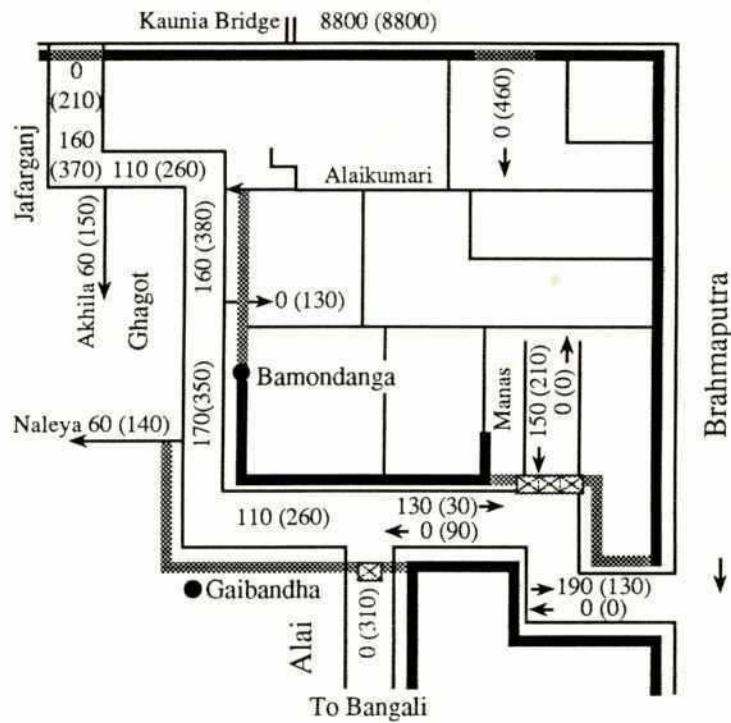 Kaunia Bridge
8800 (8800)
0
(210)
160
(370)
110 (260)
Jafarganj
0 (460)
Alaikumari
Akhila 60 (150)
Ghagot
160 (380)
0 (130)
Bamondanga
170(350)
Naleya 60 (140)
Manas
150 (210)
0 (0)
Brahmaputra
130 (30)
0 (90)
110 (260)
190 (130)
0 (0)
Gaibandha
Alai
0 (310)
To Bangali